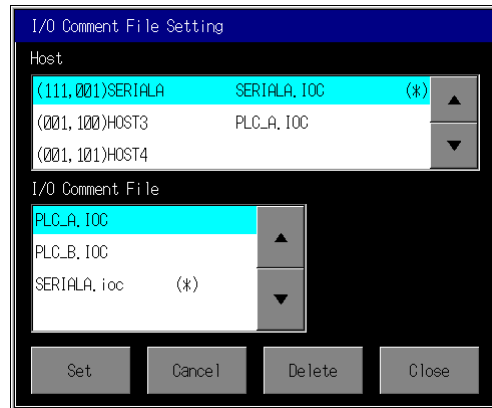 I/O Comment File Setting
Host
(111,001)SERIALA SERIALA.IOC (*)
(001,100)HOST3 PLC_A.IOC
(001,101)HOST4
I/O Comment File
PLC_A.IOC
PLC_B.IOC
SERIALA.ioc (*)
Set Cancel Delete Close